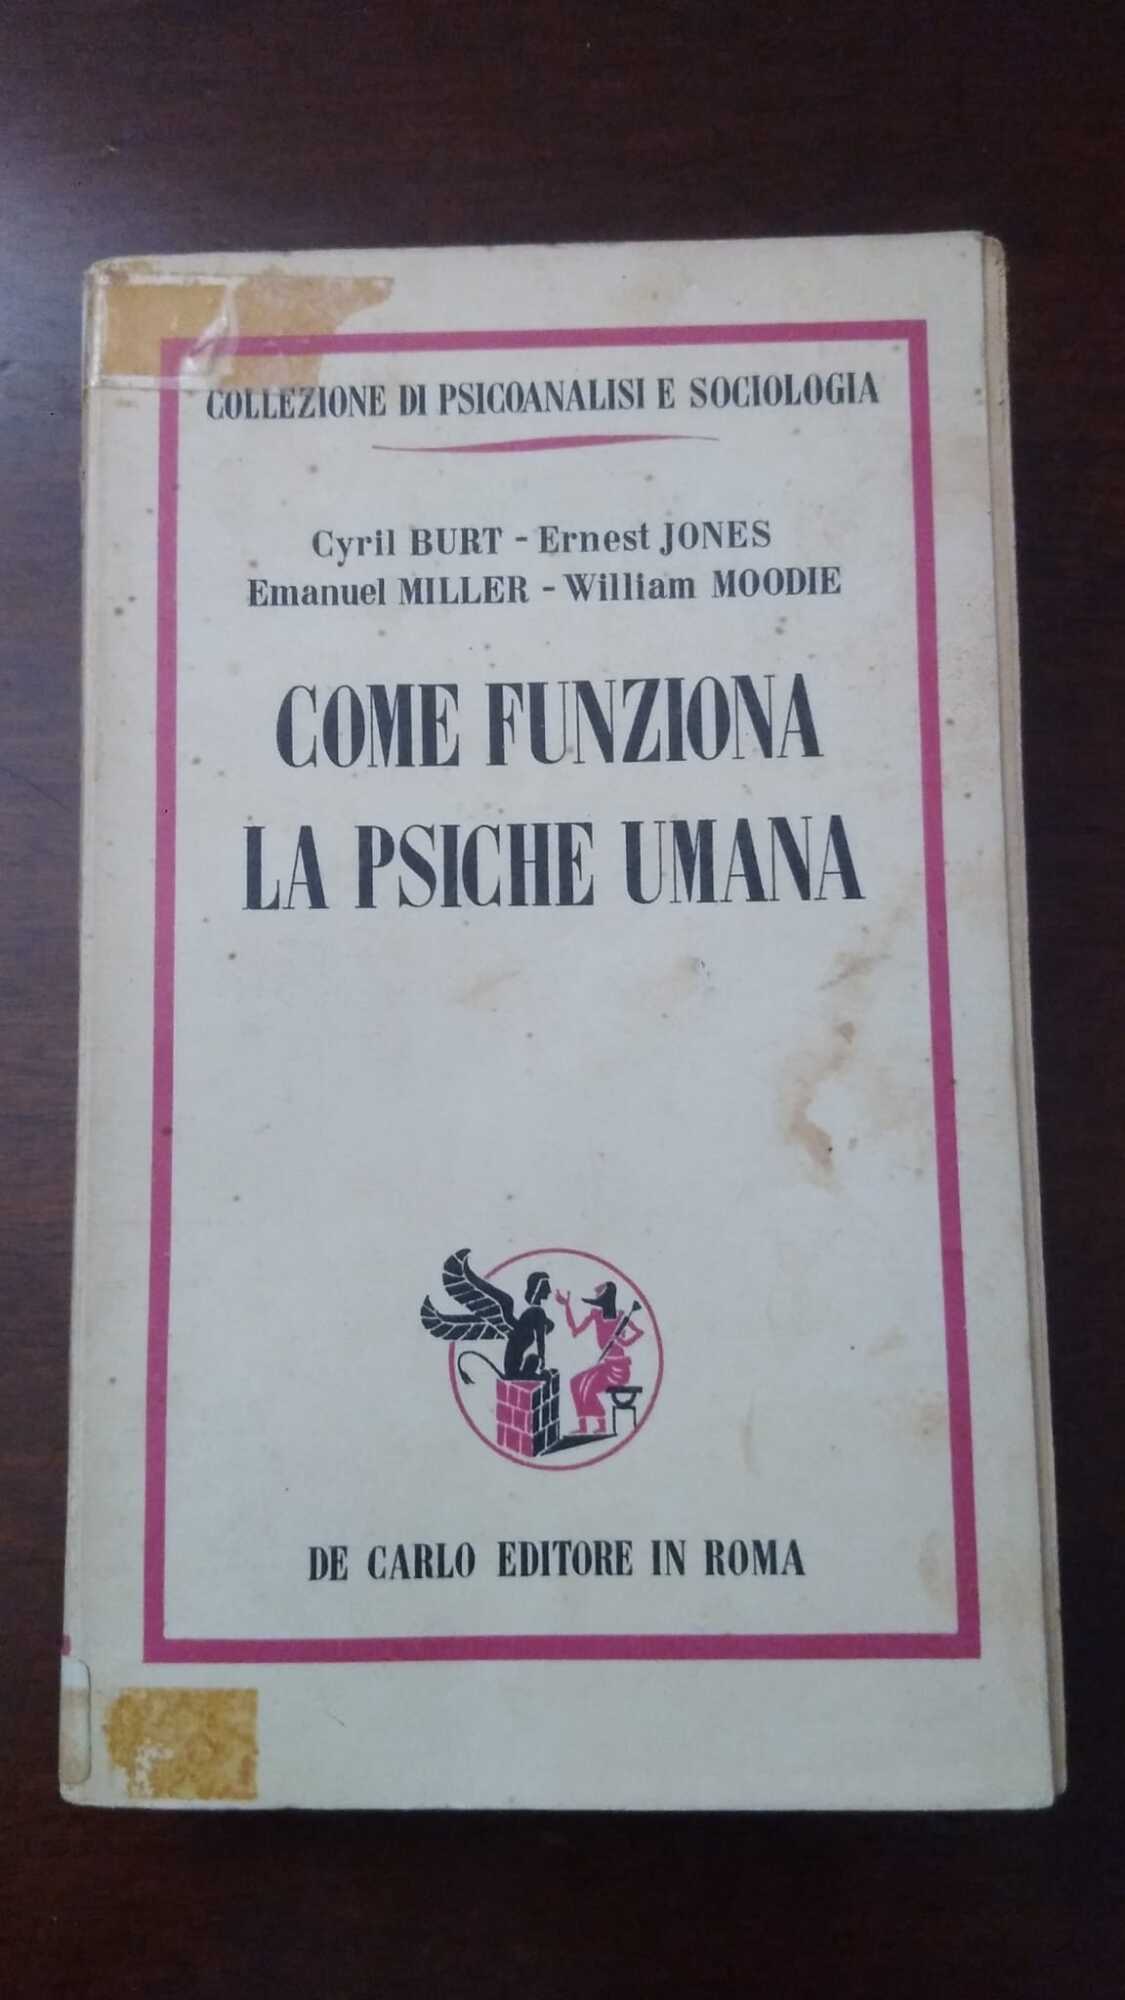 COLLEZIONE DI PSICOANALISI E SOCIOLOGIA
Cyril BURT - Ernest JONES
Emanuel MILLER - William MOODIE
COME FUNZIONA
LA PSICHE UMANA
DE CARLO EDITORE IN ROMA